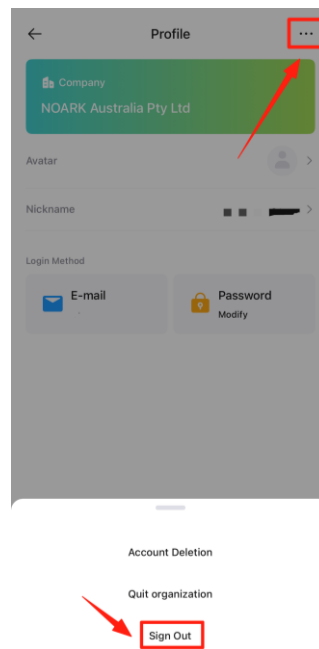 Profile
Company
NOARK Australia Pty Ltd
Avatar
Nickname
Login Method
E-mail
Password
Modify
Account Deletion
Quit organization
Sign Out